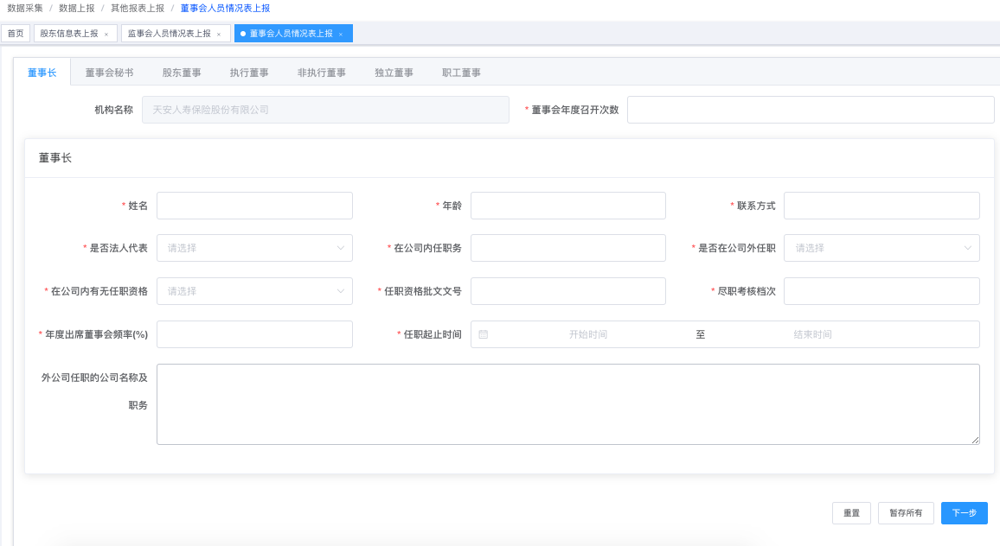 数据采集 / 数据上报 / 其他报表上报 / 董事会人员情况表上报
首页 股东信息表上报 × 监事会人员情况表上报 × 董事会人员情况表上报 ×
董事长 董事会秘书 股东董事 执行董事 非执行董事 独立董事 职工董事
机构名称 天安人寿保险股份有限公司 * 董事会年度召开次数
董事长
* 姓名 * 年龄 * 联系方式
* 是否法人代表 请选择 * 在公司内任职务 * 是否在公司外任职 请选择
* 在公司内有无任职资格 请选择 * 任职资格批文文号 * 尽职考核档次
* 年度出席董事会频率(%) * 任职起止时间 开始时间 至 结束时间
外公司任职的公司名称及
职务
重置 暂存所有 下一步